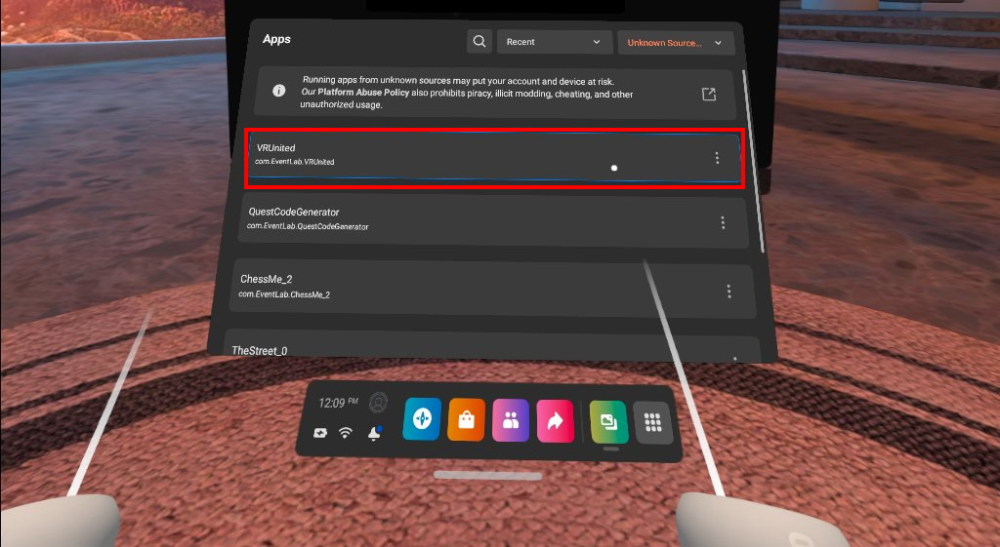 Apps
Recent
Unknown Source...
Running apps from unknown sources may put your account and device at risk.
Our Platform Abuse Policy also prohibits piracy, illicit modding, cheating, and other
unauthorized usage.
VRUnited
com.EventLab.VRUnited
QuestCodeGenerator
com.EventLab.QuestCodeGenerator
ChessMe_2
com.EventLab.ChessMe_2
TheStreet_0
12:09 PM